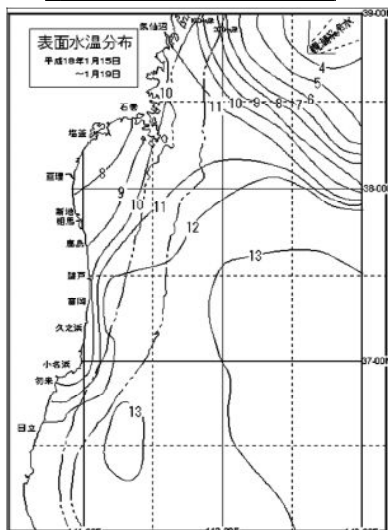 39-00N
気仙沼
表面水温分布
平成18年1月15日
～1月19日
4
5
6
7
8
9
10
11
10
石巻
塩釜
8
亘理
9
38-00N
10
11
新地
相馬
12
鹿島
13
請戸
富岡
久之浜
37-00N
小名浜
勿来
13
日立